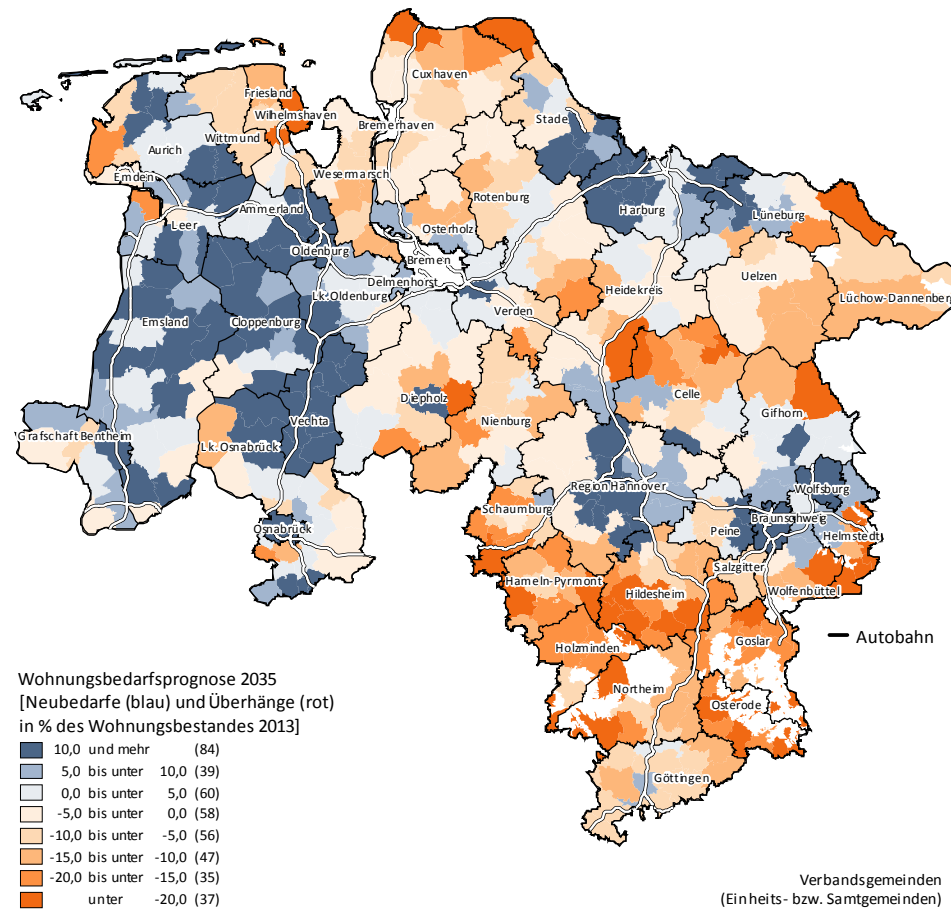 Cuxhaven
Friesland
Wilhelmshaven
Stade
Bremerhaven
Wittmund
Aurich
Wesermarsch
Emden
Rotenburg
Ammerland
Harburg
Lüneburg
Leer
Osterholz
Oldenburg
Bremen
Uelzen
Delmenhorst
Lk. Oldenburg
Heidekreis
Lüchow-Dannenberg
Verden
Emsland
Cloppenburg
Celle
Diepholz
Gifhorn
Vechta
Nienburg
Grafschaft Bentheim
Lk. Osnabrück
Region Hannover
Wolfsburg
Schaumburg
Braunschweig
Osnabrück
Peine
Helmstedt
Salzgitter
Hameln-Pyrmont
Hildesheim
Wolfenbüttel
Autobahn
Goslar
Holzminden
Northeim
Osterode
Göttingen
Wohnungsbedarfsprognose 2035
[Neubedarfe (blau) und Überhänge (rot)
in % des Wohnungsbestandes 2013]
10,0 und mehr (84)
5,0 bis unter 10,0 (39)
0,0 bis unter 5,0 (60)
-5,0 bis unter 0,0 (58)
-10,0 bis unter -5,0 (56)
-15,0 bis unter -10,0 (47)
-20,0 bis unter -15,0 (35)
unter -20,0 (37)
Verbandsgemeinden
(Einheits- bzw. Samtgemeinden)